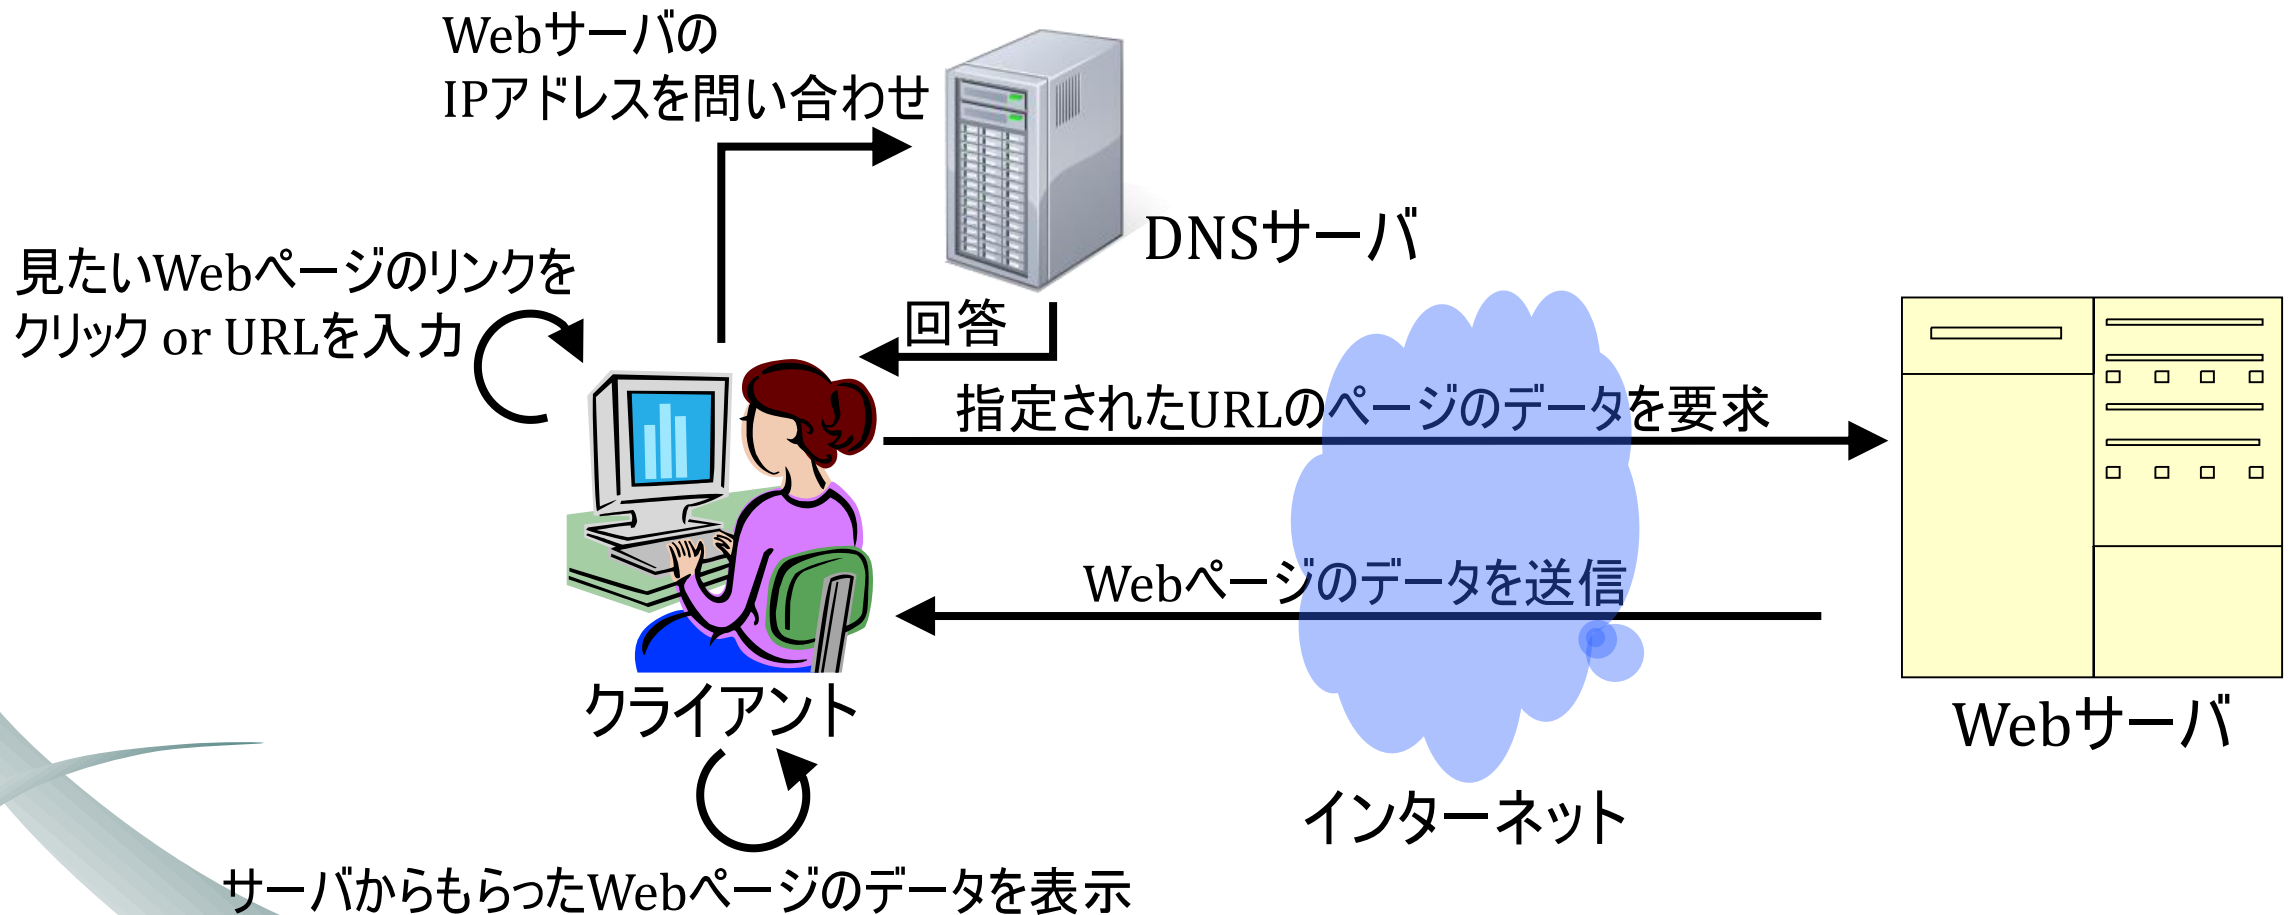 Webサーバの
IPアドレスを問い合わせ
DNSサーバ
見たいWebページのリンクを
クリック or URLを入力
回答
指定されたURLのページのデータを要求
Webページのデータを送信
クライアント
Webサーバ
インターネット
サーバからもらったWebページのデータを表示